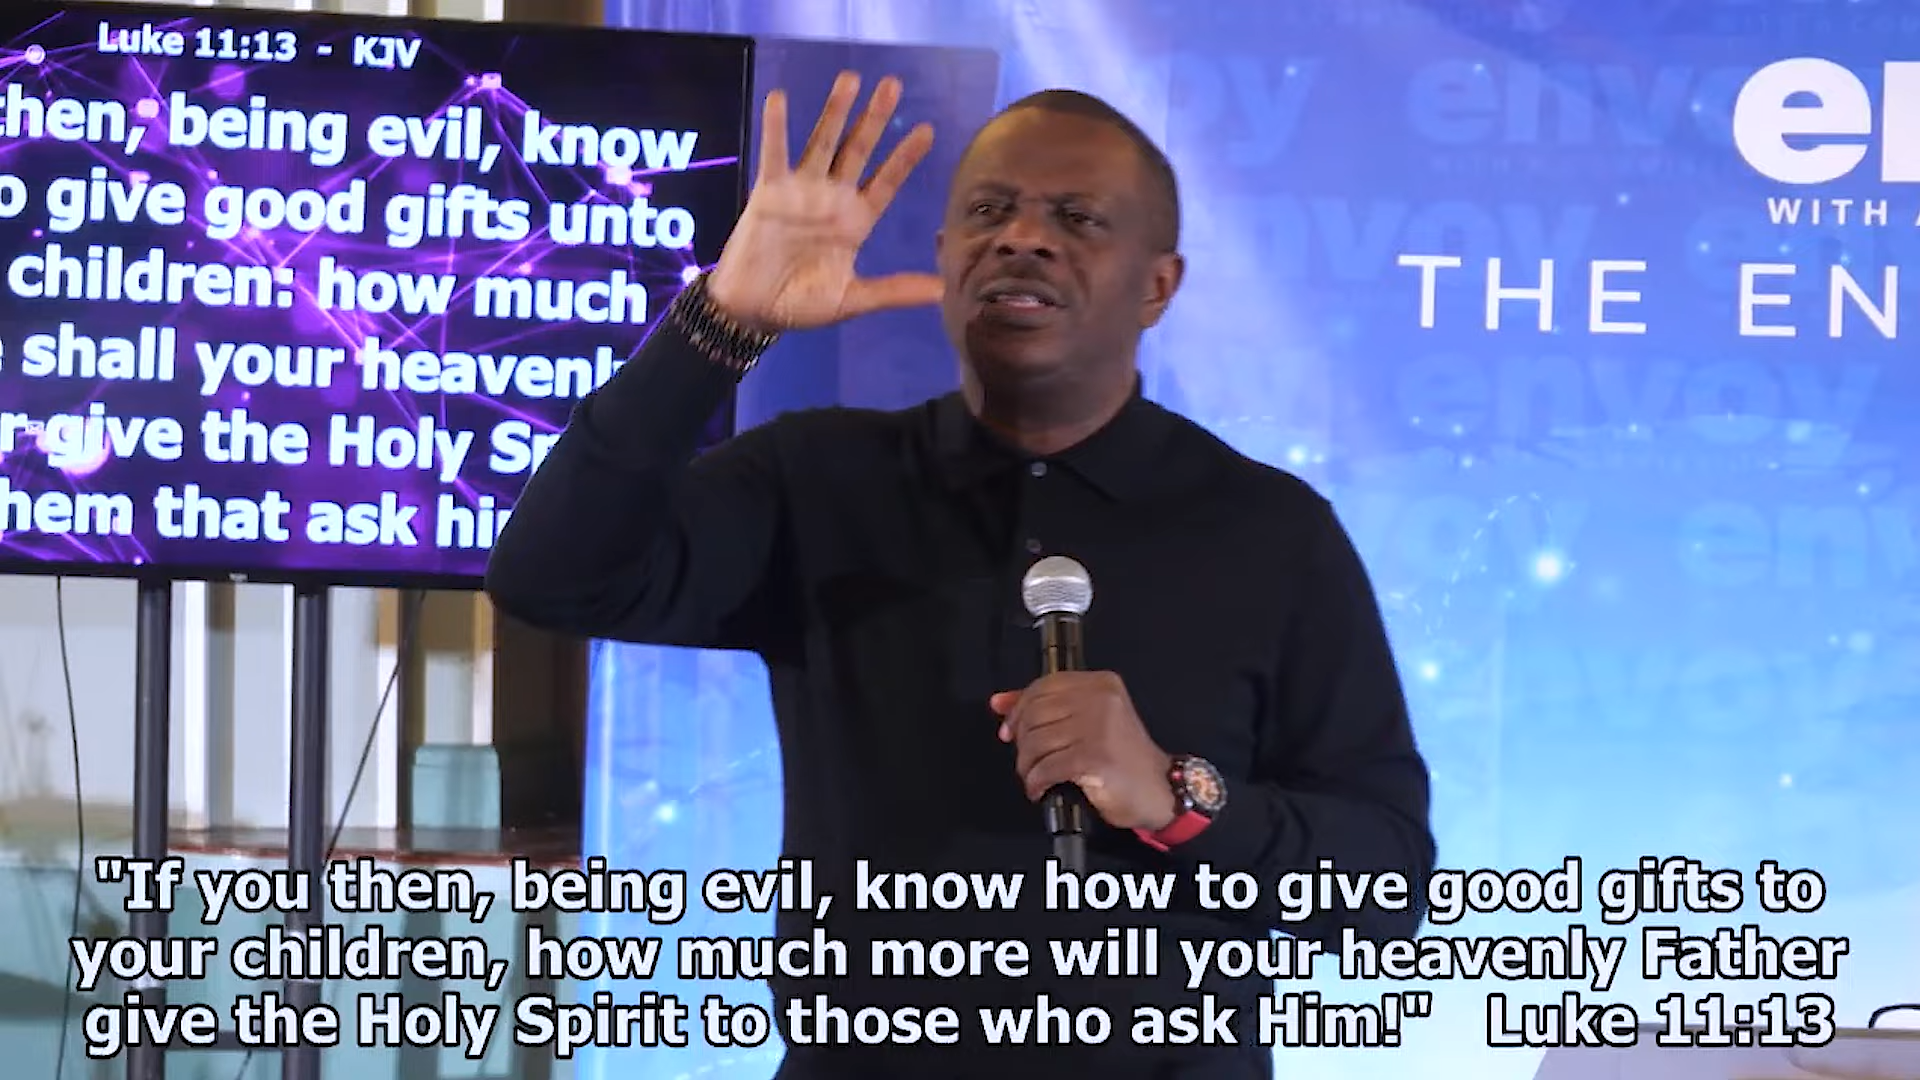 Luke 11:13 - KJV
then, being evil, know
give good gifts unto
children: how much
shall your heavenly
give the Holy
them that ask
envoy
WITH
THE EN
"If you then, being evil, know how to give good gifts to
your children, how much more will your heavenly Father
give the Holy Spirit to those who ask Him!" Luke 11:13